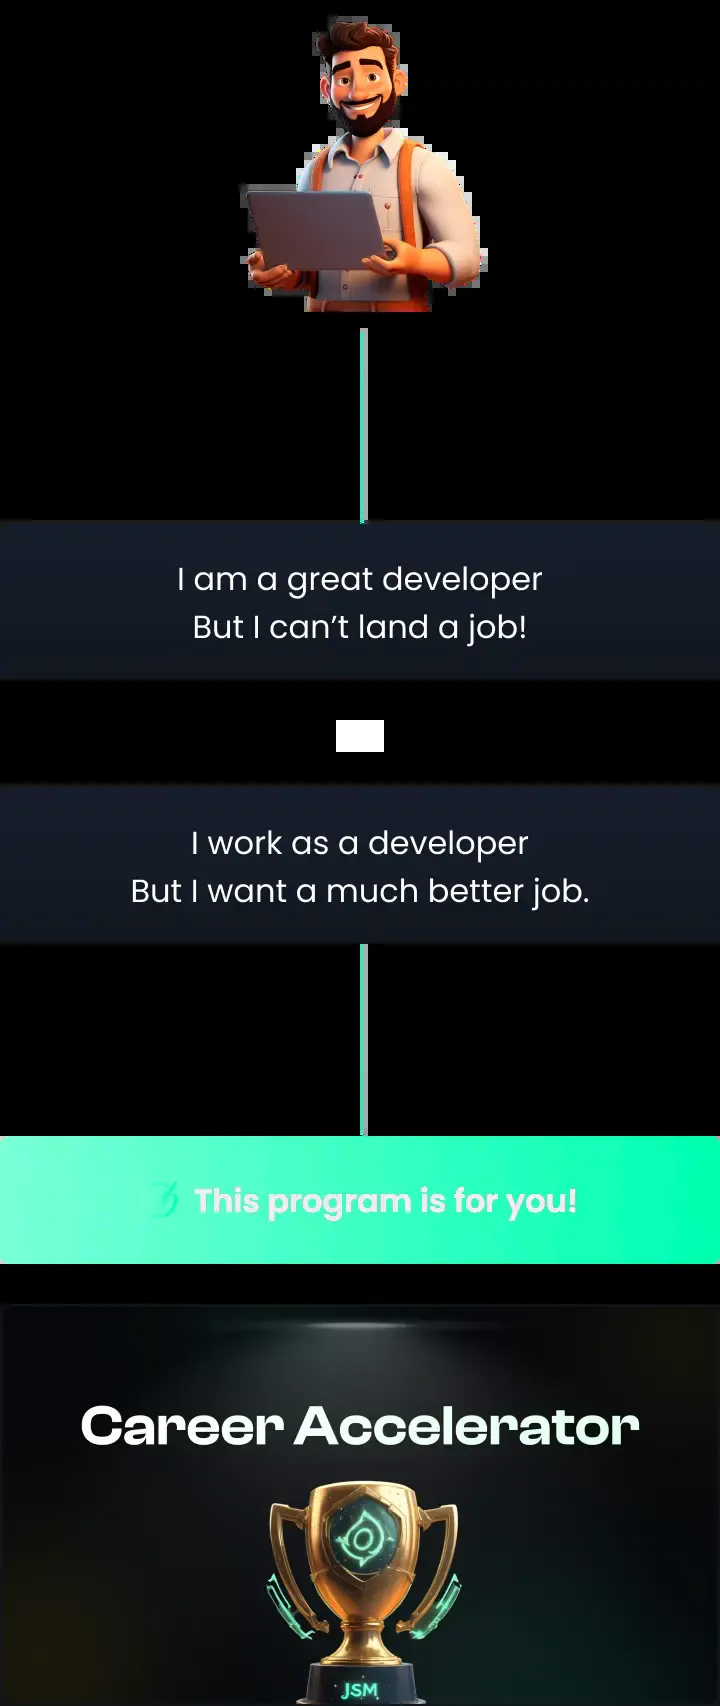 I am a great developer
But I can’t land a job!
I work as a developer
But I want a much better job.
This program is for you!
Career Accelerator
JSM